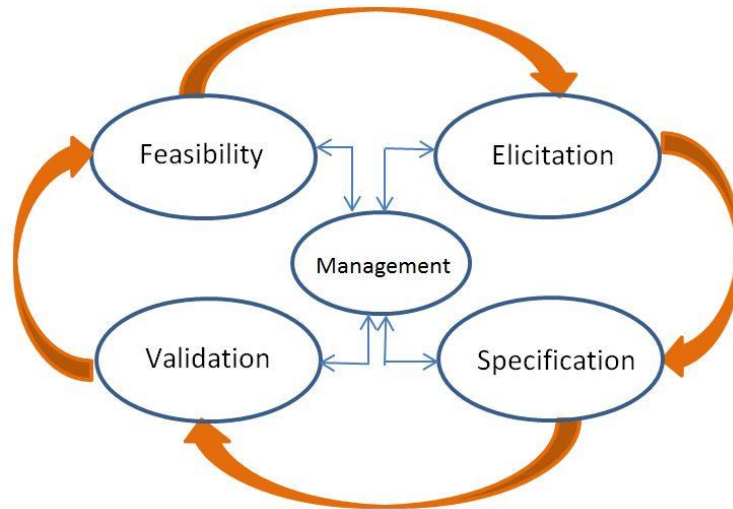 Feasibility
Elicitation
Management
Validation
Specification